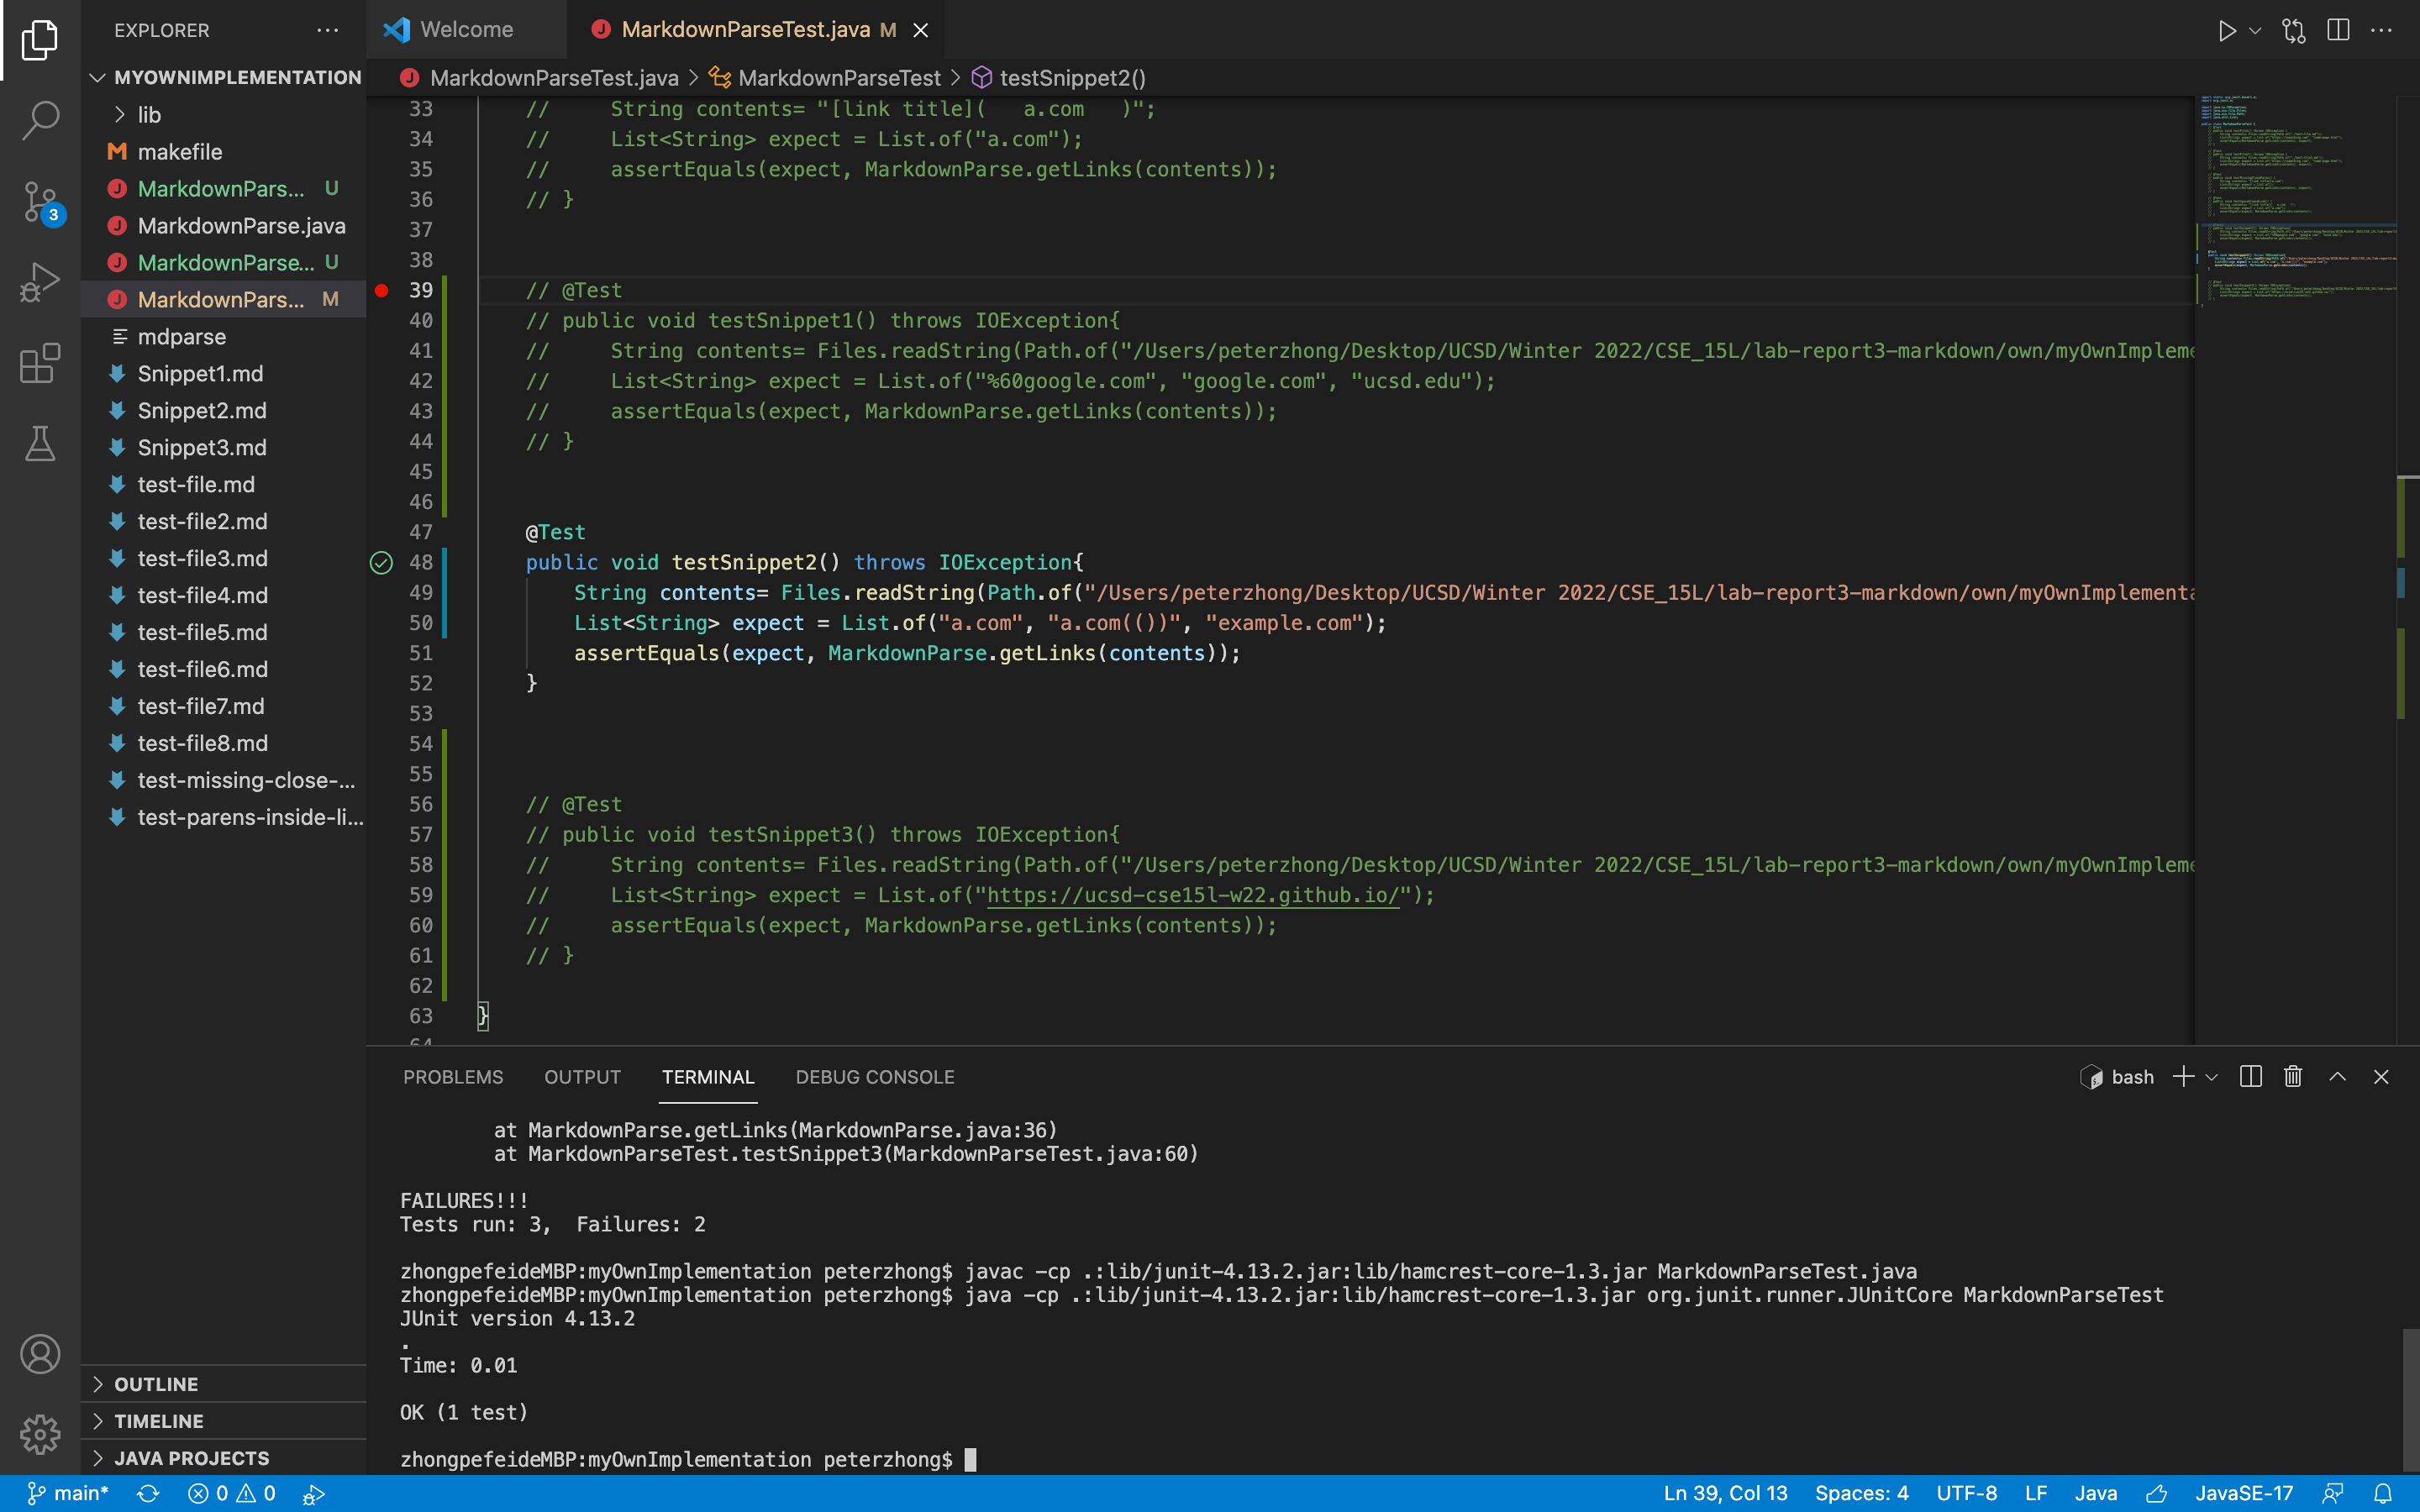 EXPLORER
MYOWNIMPLEMENTATION
lib
makefile
MarkdownPars... U
MarkdownParse.java
MarkdownParse... U
MarkdownPars... M
mdparse
Snippet1.md
Snippet2.md
Snippet3.md
test-file.md
test-file2.md
test-file3.md
test-file4.md
test-file5.md
test-file6.md
test-file7.md
test-file8.md
test-missing-close-...
test-parens-inside-li...
OUTLINE
TIMELINE
JAVA PROJECTS
3
Welcome
MarkdownParseTest.java M
MarkdownParseTest.java > MarkdownParseTest > testSnippet2()
33 //     String contents= "[link title](   a.com   )";
34 //     List<String> expect = List.of("a.com");
35 //     assertEquals(expect, MarkdownParse.getLinks(contents));
36 // }
37
38
39 // @Test
40 // public void testSnippet1() throws IOException{
41 //     String contents= Files.readString(Path.of("/Users/peterzhong/Desktop/UCSD/Winter 2022/CSE_15L/lab-report3-markdown/own/myOwnImpleme
42 //     List<String> expect = List.of("%60google.com", "google.com", "ucsd.edu");
43 //     assertEquals(expect, MarkdownParse.getLinks(contents));
44 // }
45
46
47 @Test
48 public void testSnippet2() throws IOException{
49     String contents= Files.readString(Path.of("/Users/peterzhong/Desktop/UCSD/Winter 2022/CSE_15L/lab-report3-markdown/own/myOwnImplementa
50     List<String> expect = List.of("a.com", "a.com(())", "example.com");
51     assertEquals(expect, MarkdownParse.getLinks(contents));
52 }
53
54
55
56 // @Test
57 // public void testSnippet3() throws IOException{
58 //     String contents= Files.readString(Path.of("/Users/peterzhong/Desktop/UCSD/Winter 2022/CSE_15L/lab-report3-markdown/own/myOwnImpleme
59 //     List<String> expect = List.of("https://ucsd-cse15l-w22.github.io/");
60 //     assertEquals(expect, MarkdownParse.getLinks(contents));
61 // }
62
63 }
64
PROBLEMS OUTPUT TERMINAL DEBUG CONSOLE bash
at MarkdownParse.getLinks(MarkdownParse.java:36)
at MarkdownParseTest.testSnippet3(MarkdownParseTest.java:60)
FAILURES!!!
Tests run: 3,  Failures: 2
zhongpefeideMBP:myOwnImplementation peterzhong$ javac -cp .:lib/junit-4.13.2.jar:lib/hamcrest-core-1.3.jar MarkdownParseTest.java
zhongpefeideMBP:myOwnImplementation peterzhong$ java -cp .:lib/junit-4.13.2.jar:lib/hamcrest-core-1.3.jar org.junit.runner.JUnitCore MarkdownParseTest
JUnit version 4.13.2
.
Time: 0.01
OK (1 test)
zhongpefeideMBP:myOwnImplementation peterzhong$
main* 0 0 Ln 39, Col 13 Spaces: 4 UTF-8 LF Java JavaSE-17